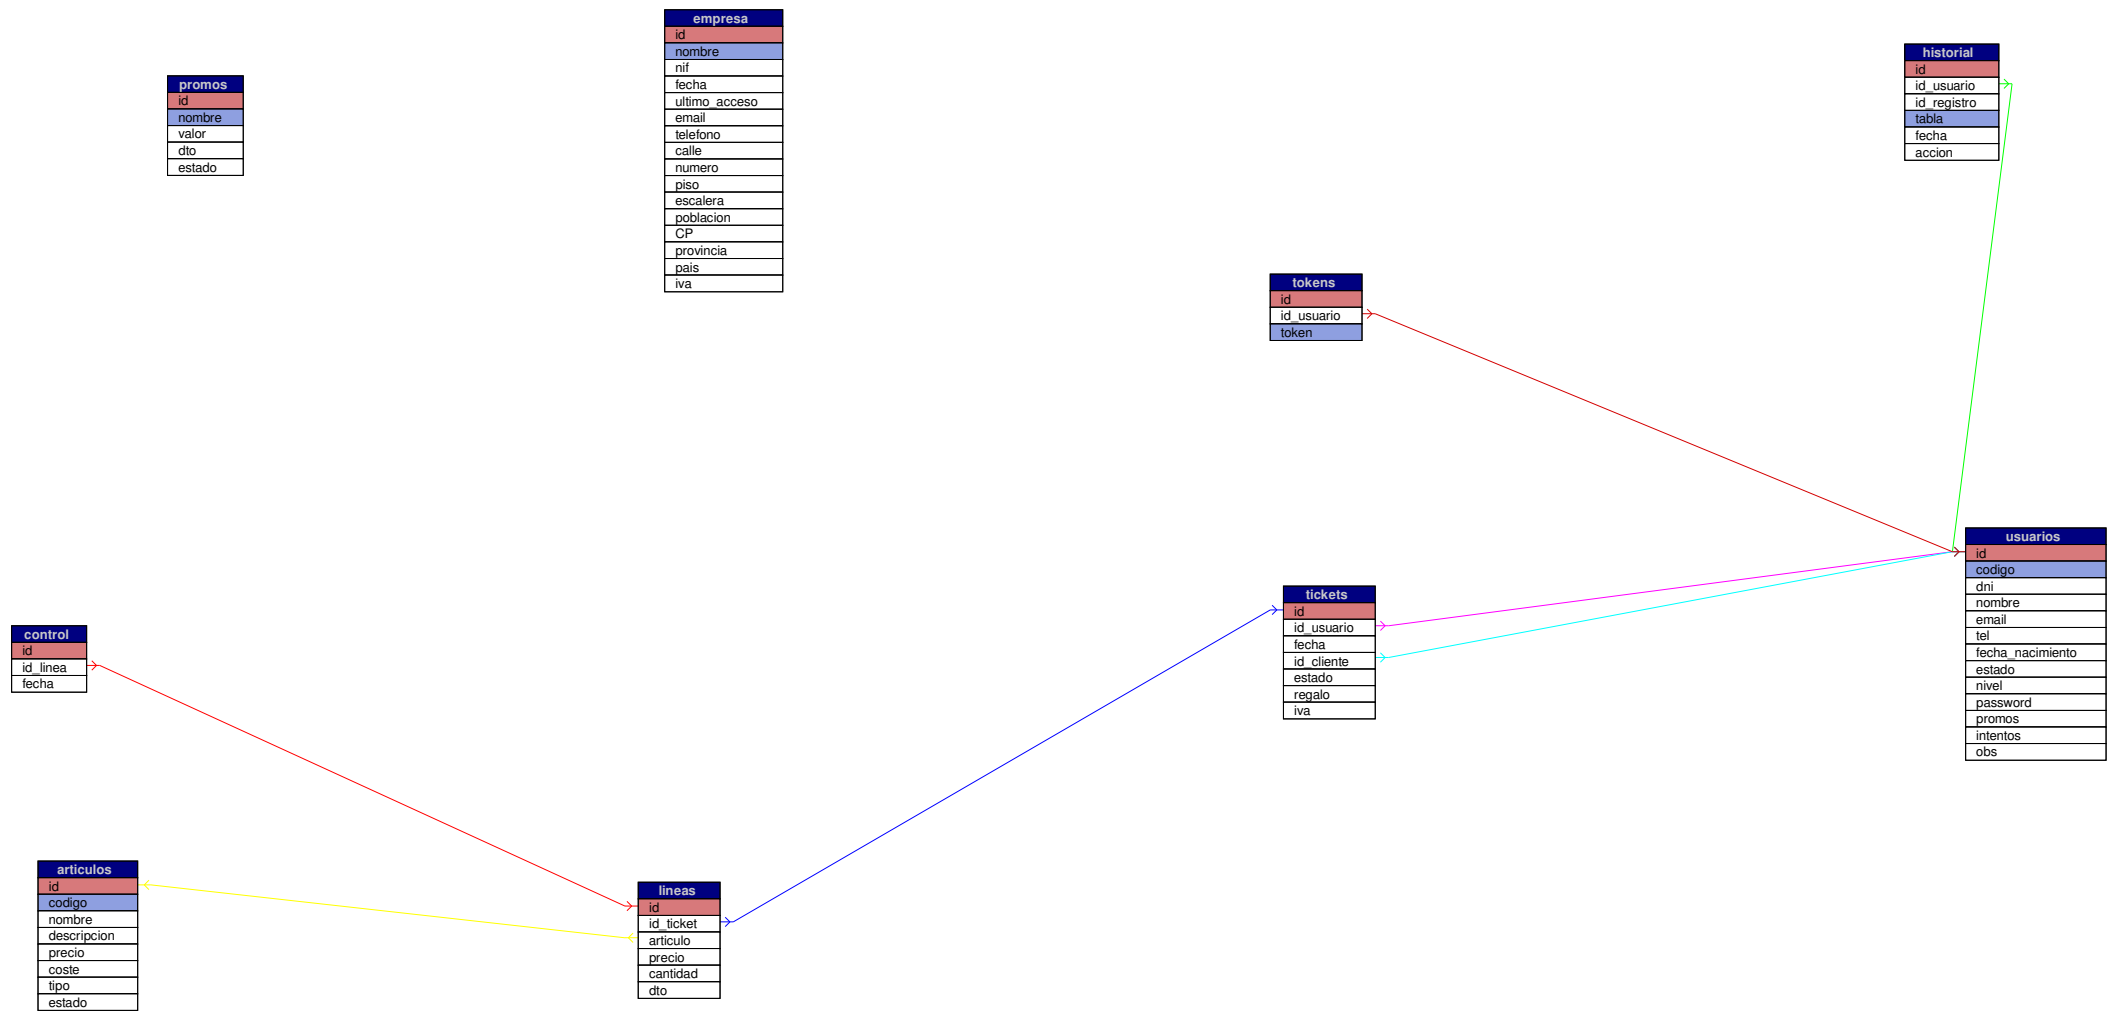 empresa
id
nombre
nif
fecha
ultimo_acceso
email
telefono
calle
numero
piso
escalera
poblacion
CP
provincia
pais
iva
promos
id
nombre
valor
dto
estado
historial
id
id_usuario
id_registro
tabla
fecha
accion
tokens
id
id_usuario
token
usuarios
id
codigo
dni
nombre
email
tel
fecha_nacimiento
estado
nivel
password
promos
intentos
obs
tickets
id
id_usuario
fecha
id_cliente
estado
regalo
iva
control
id
id_linea
fecha
articulos
id
codigo
nombre
descripcion
precio
coste
tipo
estado
lineas
id
id_ticket
articulo
precio
cantidad
dto